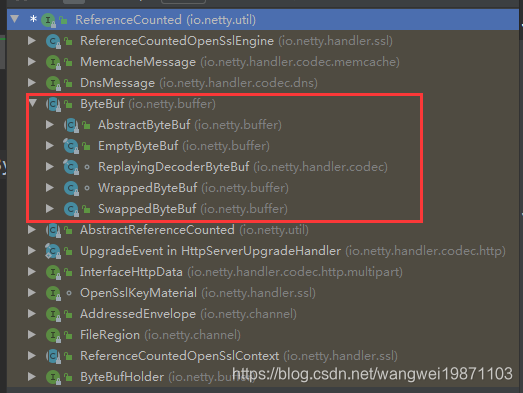 ReferenceCounted (io.netty.util)
ReferenceCountedOpenSslEngine (io.netty.handler.ssl)
MemcacheMessage (io.netty.handler.codec.memcache)
DnsMessage (io.netty.handler.codec.dns)
ByteBuf (io.netty.buffer)
AbstractByteBuf (io.netty.buffer)
EmptyByteBuf (io.netty.buffer)
ReplayingDecoderByteBuf (io.netty.handler.codec)
WrappedByteBuf (io.netty.buffer)
SwappedByteBuf (io.netty.buffer)
AbstractReferenceCounted (io.netty.util)
UpgradeEvent in HttpServerUpgradeHandler (io.netty.handler.codec.http)
InterfaceHttpData (io.netty.handler.codec.http.multipart)
OpenSslKeyMaterial (io.netty.handler.ssl)
AddressedEnvelope (io.netty.channel)
FileRegion (io.netty.channel)
ReferenceCountedOpenSslContext (io.netty.handler.ssl)
ByteBufHolder (io.netty.
https://blog.csdn.net/wangwei19871103